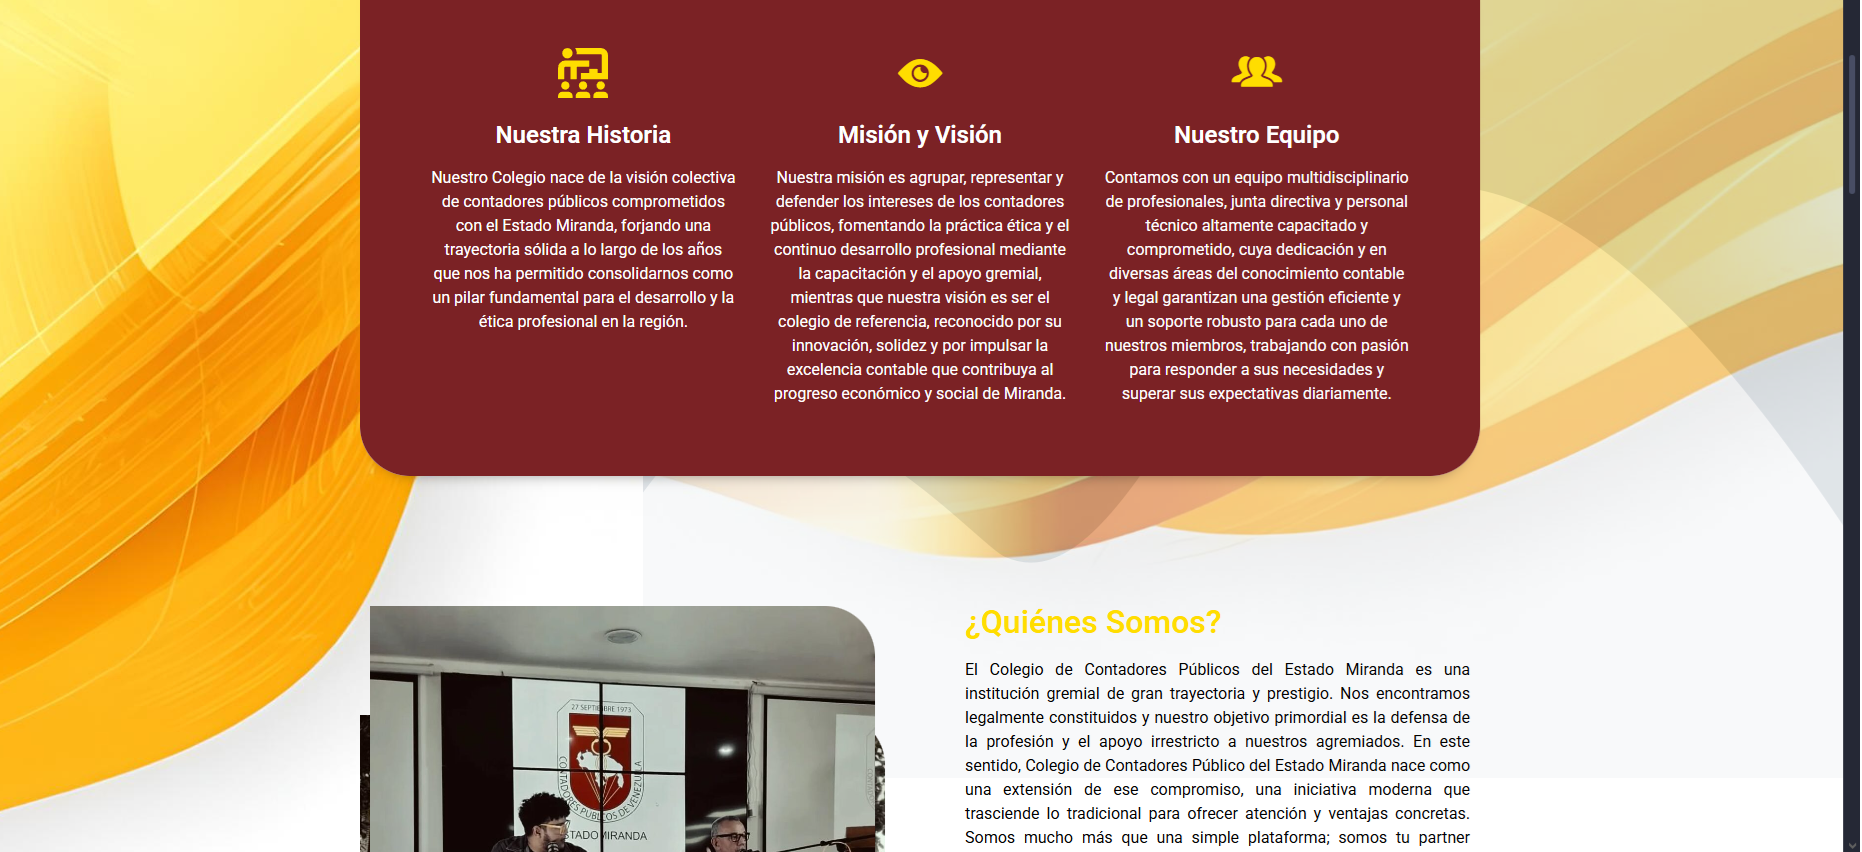 Nuestra Historia
Nuestro Colegio nace de la visión colectiva
de contadores públicos comprometidos
con el Estado Miranda, forjando una
trayectoria sólida a lo largo de los años
que nos ha permitido consolidarnos como
un pilar fundamental para el desarrollo y la
ética profesional en la región.
Misión y Visión
Nuestra misión es agrupar, representar y
defender los intereses de los contadores
públicos, fomentando la práctica ética y el
continuo desarrollo profesional mediante
la capacitación y el apoyo gremial,
mientras que nuestra visión es ser el
colegio de referencia, reconocido por su
innovación, solidez y por impulsar la
excelencia contable que contribuya al
progreso económico y social de Miranda.
Nuestro Equipo
Contamos con un equipo multidisciplinario
de profesionales, junta directiva y personal
técnico altamente capacitado y
comprometido, cuya dedicación y en
diversas áreas del conocimiento contable
y legal garantizan una gestión eficiente y
un soporte robusto para cada uno de
nuestros miembros, trabajando con pasión
para responder a sus necesidades y
superar sus expectativas diariamente.
27 SEPTIEMBRE 1973
CONTADORES PUBLICOS DE VENEZUELA
ESTADO MIRANDA
¿Quiénes Somos?
El Colegio de Contadores Públicos del Estado Miranda es una
institución gremial de gran trayectoria y prestigio. Nos encontramos
legalmente constituidos y nuestro objetivo primordial es la defensa de
la profesión y el apoyo irrestricto a nuestros agremiados. En este
sentido, Colegio de Contadores Público del Estado Miranda nace como
una extensión de ese compromiso, una iniciativa moderna que
trasciende lo tradicional para ofrecer atención y ventajas concretas.
Somos mucho más que una simple plataforma; somos tu partner